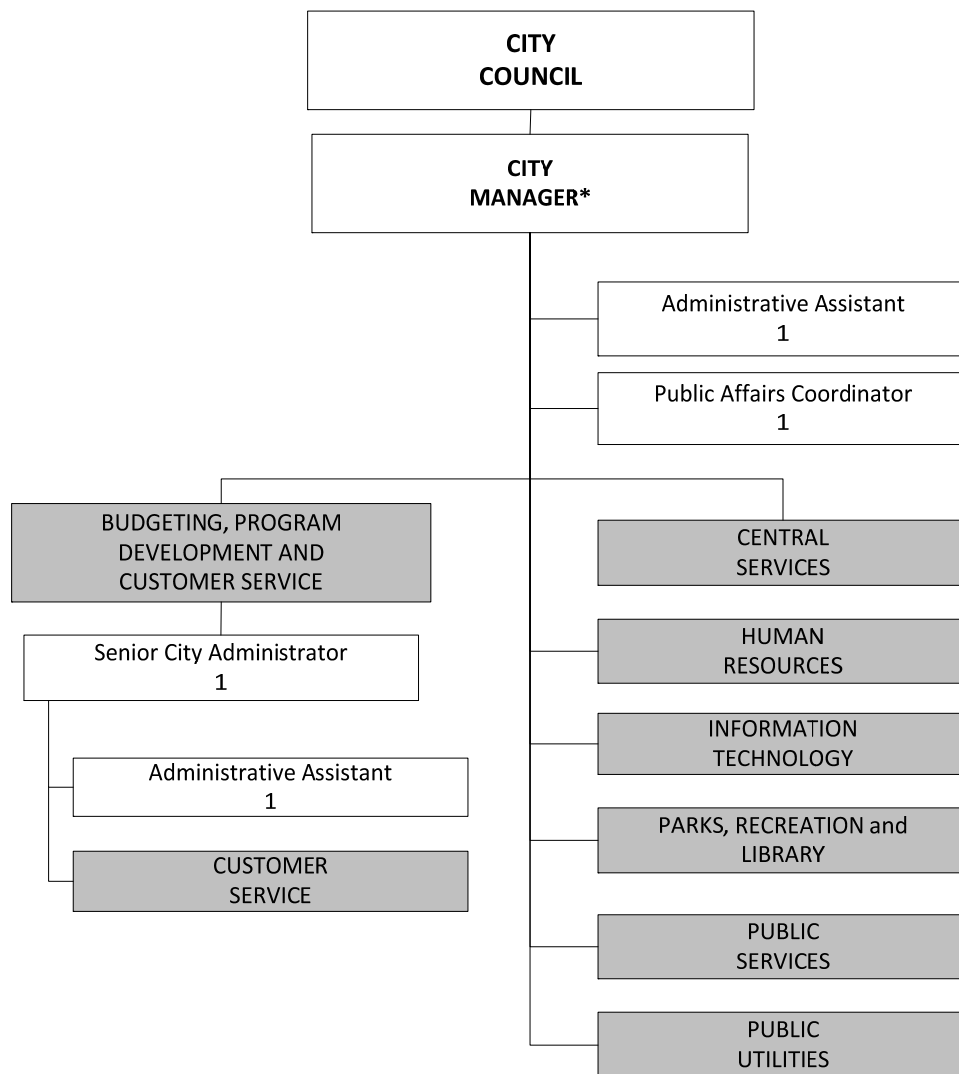 CITY
COUNCIL
CITY
MANAGER*
Administrative Assistant
1
Public Affairs Coordinator
1
BUDGETING, PROGRAM
DEVELOPMENT AND
CUSTOMER SERVICE
Senior City Administrator
1
Administrative Assistant
1
CUSTOMER
SERVICE
CENTRAL
SERVICES
HUMAN
RESOURCES
INFORMATION
TECHNOLOGY
PARKS, RECREATION and
LIBRARY
PUBLIC
SERVICES
PUBLIC
UTILITIES